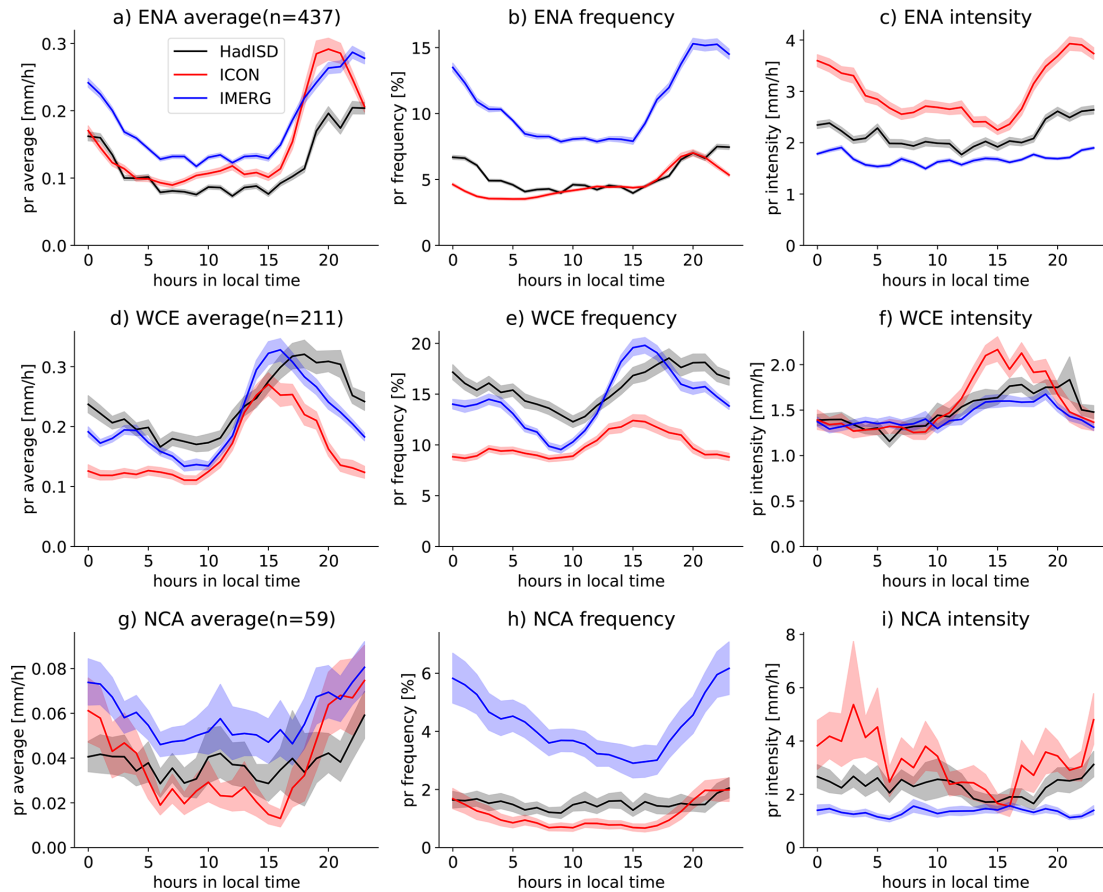 a) ENA average(n=437)
pr average [mm/h]
0.3
0.2
0.1
0.0
HadISD
ICON
IMERG
0 5 10 15 20
hours in local time
b) ENA frequency
pr frequency [%]
15
10
5
0
0 5 10 15 20
hours in local time
c) ENA intensity
pr intensity [mm/h]
4
3
2
1
0
0 5 10 15 20
hours in local time
d) WCE average(n=211)
pr average [mm/h]
0.3
0.2
0.1
0.0
0 5 10 15 20
hours in local time
e) WCE frequency
pr frequency [%]
20
15
10
5
0
0 5 10 15 20
hours in local time
f) WCE intensity
pr intensity [mm/h]
2.0
1.5
1.0
0.5
0.0
0 5 10 15 20
hours in local time
g) NCA average(n=59)
pr average [mm/h]
0.08
0.06
0.04
0.02
0.00
0 5 10 15 20
hours in local time
h) NCA frequency
pr frequency [%]
6
4
2
0
0 5 10 15 20
hours in local time
i) NCA intensity
pr intensity [mm/h]
8
6
4
2
0
0 5 10 15 20
hours in local time